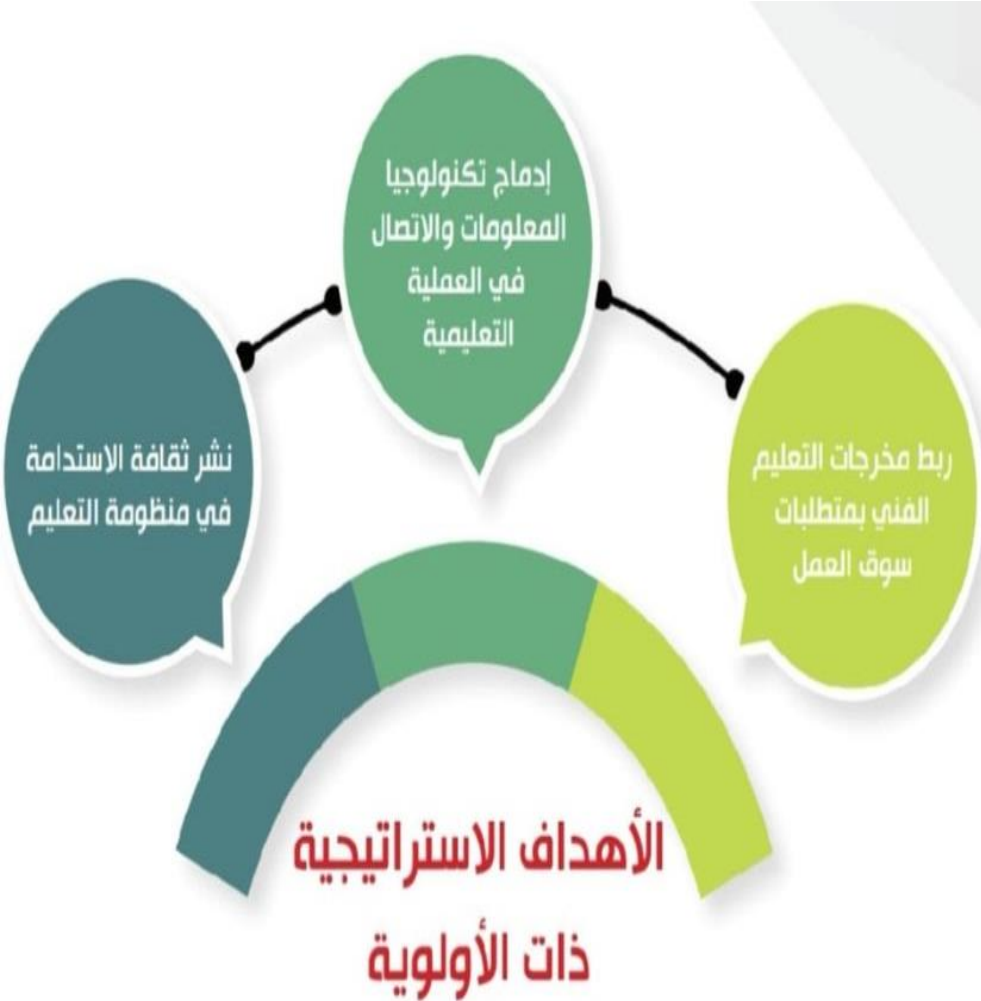 إدماج تكنولوجيا
المعلومات والاتصال
في العملية
التعليمية
ربط مخرجات التعليم
الفني بمتطلبات
سوق العمل
نشر ثقافة الاستدامة
في منظومة التعليم
الأهداف الاستراتيجية
ذات الأولوية